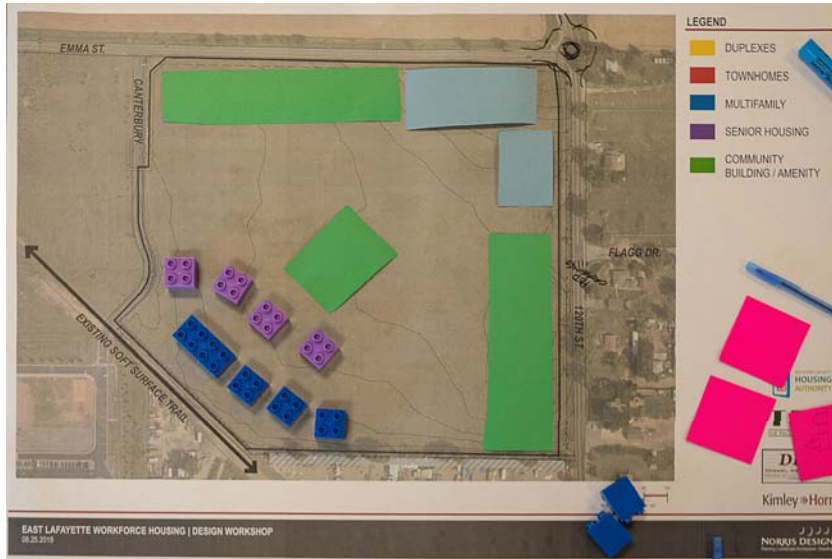 LEGEND
DUPLEXES
TOWNHOMES
MULTIFAMILY
SENIOR HOUSING
COMMUNITY
BUILDING / AMENITY
EMMA ST.
CANTERBURY
FLAGG DR.
120TH ST.
EXISTING SOFT SURFACE TRAIL
HOUSING
AUTHORITY
Kimley Horn
EAST LAFAYETTE WORKFORCE HOUSING | DESIGN WORKSHOP
08.25.2018
NORRIS DESIGN